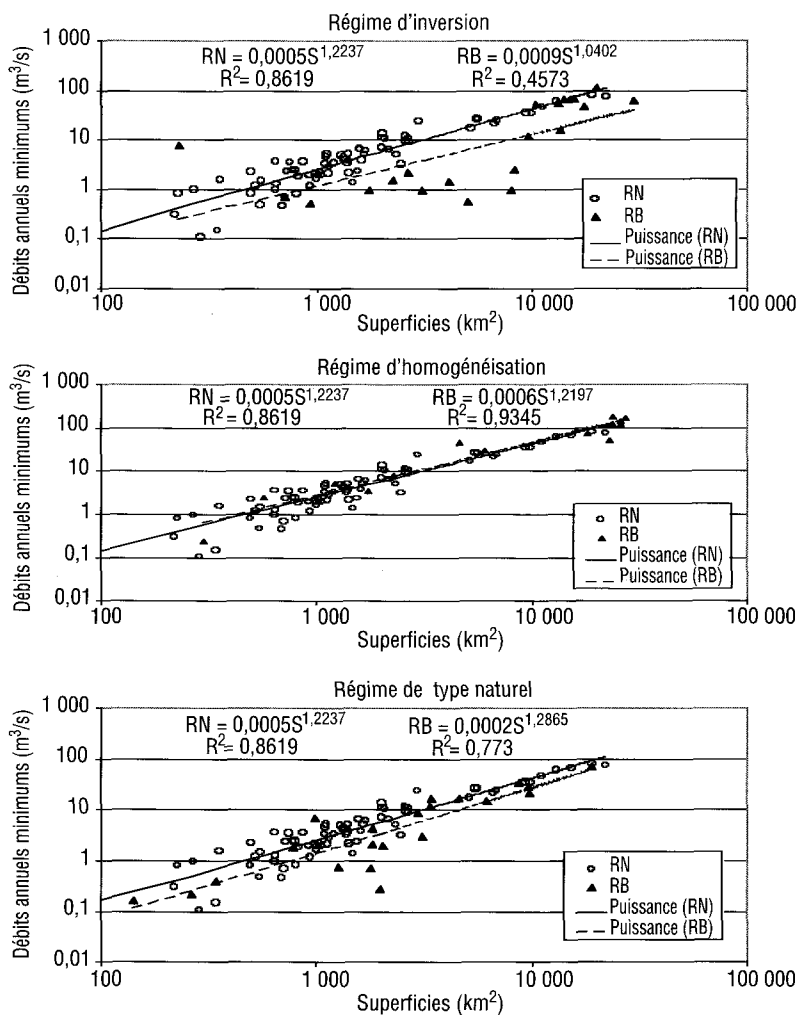 Régime d'inversion
RN = 0,0005S^1,2237
R² = 0,8619
RB = 0,0009S^1,0402
R² = 0,4573
Débits annuels minimums (m³/s)
1 000
100
10
1
0,1
0,01
100
1 000
10 000
100 000
Superficies (km²)
RN
RB
Puissance (RN)
Puissance (RB)
Régime d'homogénéisation
RN = 0,0005S^1,2237
R² = 0,8619
RB = 0,0006S^1,2197
R² = 0,9345
Débits annuels minimums (m³/s)
1 000
100
10
1
0,1
0,01
100
1 000
10 000
100 000
Superficies (km²)
RN
RB
Puissance (RN)
Puissance (RB)
Régime de type naturel
RN = 0,0005S^1,2237
R² = 0,8619
RB = 0,0002S^1,2865
R² = 0,773
Débits annuels minimums (m³/s)
1 000
100
10
1
0,1
0,01
100
1 000
10 000
100 000
Superficies (km²)
RN
RB
Puissance (RN)
Puissance (RB)